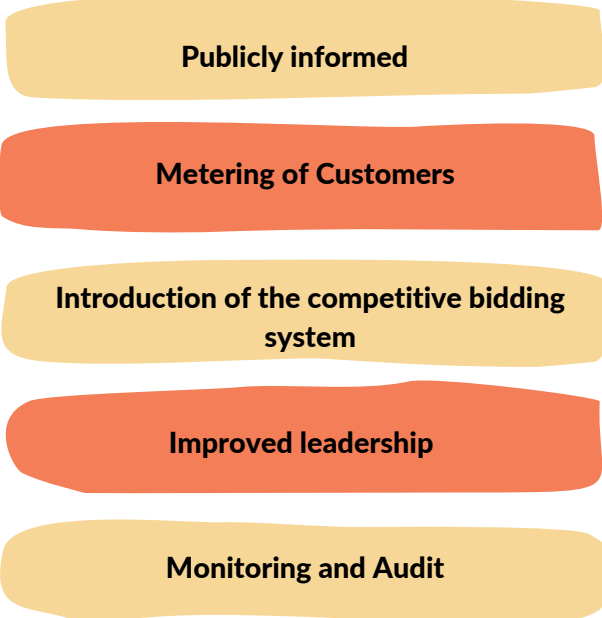 Publicly informed
Metering of Customers
Introduction of the competitive bidding
system
Improved leadership
Monitoring and Audit